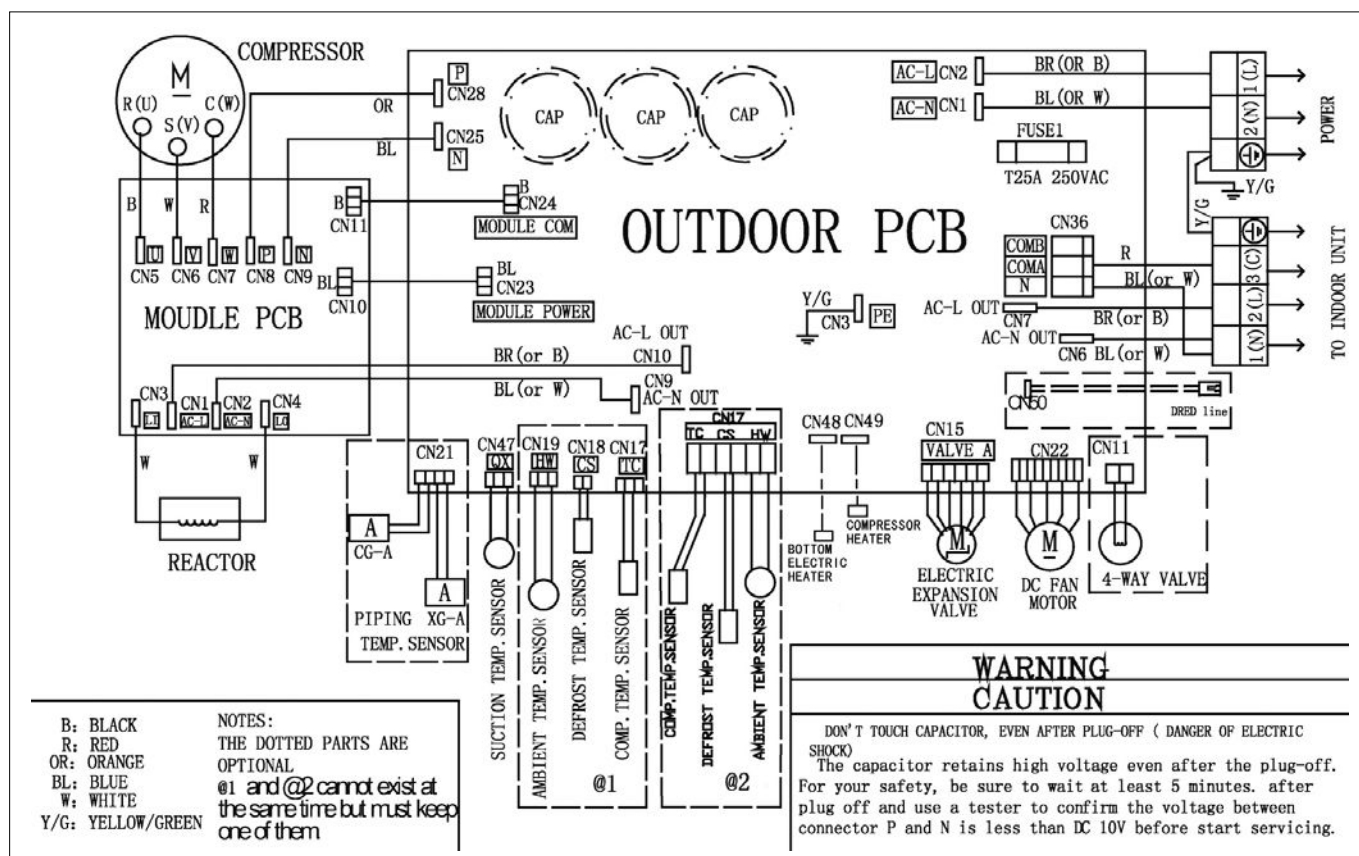 COMPRESSOR
M
R(U)
C(W)
S(V)
OR
BL
P
CN28
CN25
N
CAP
CAP
CAP
AC-L CN2
BR(OR B)
AC-N CN1
BL(OR W)
FUSE1
T25A 250VAC
1(L)
2(N)
POWER
Y/G
Y/G
B
W
R
B
CN11
B
CN24
MODULE COM
OUTDOOR PCB
CN36
COMB
COMA
N
R
BL(or W)
3(C)
2(L)
1(N)
TO INDOOR UNIT
U
V
W
P
N
CN5
CN6
CN7
CN8
CN9
BL
CN10
BL
CN23
MODULE POWER
MOUDLE PCB
Y/G
CN3
PE
AC-L OUT
CN7
BR(or B)
AC-N OUT
CN6
BL(or W)
AC-L OUT
BR(or B)
CN10
BL(or W)
CN9
AC-N OUT
CN3
LI
CN1
AC-L
CN2
AC-N
CN4
LO
W
W
REACTOR
CN50
DRED line
CN21
A
CG-A
A
PIPING XG-A
TEMP.SENSOR
CN47
QX
SUCTION TEMP.SENSOR
CN19
HW
AMBIENT TEMP.SENSOR
CN18
CS
DEFROST TEMP.SENSOR
CN17
TC
COMP.TEMP.SENSOR
@1
CN17
TC CS HW
COMP.TEMP.SENSOR
DEFROST TEMP.SENSOR
AMBIENT TEMP.SENSOR
@2
CN48
CN49
BOTTOM
ELECTRIC
HEATER
COMPRESSOR
HEATER
CN15
VALVE A
M
ELECTRIC
EXPANSION
VALVE
CN22
M
DC FAN
MOTOR
CN11
4-WAY VALVE
B: BLACK
R: RED
OR: ORANGE
BL: BLUE
W: WHITE
Y/G: YELLOW/GREEN
NOTES:
THE DOTTED PARTS ARE
OPTIONAL
@1 and @2 cannot exist at
the same time but must keep
one of them
WARNING
CAUTION
DON'T TOUCH CAPACITOR, EVEN AFTER PLUG-OFF ( DANGER OF ELECTRIC
SHOCK)
The capacitor retains high voltage even after the plug-off.
For your safety, be sure to wait at least 5 minutes. after
plug off and use a tester to confirm the voltage between
connector P and N is less than DC 10V before start servicing.